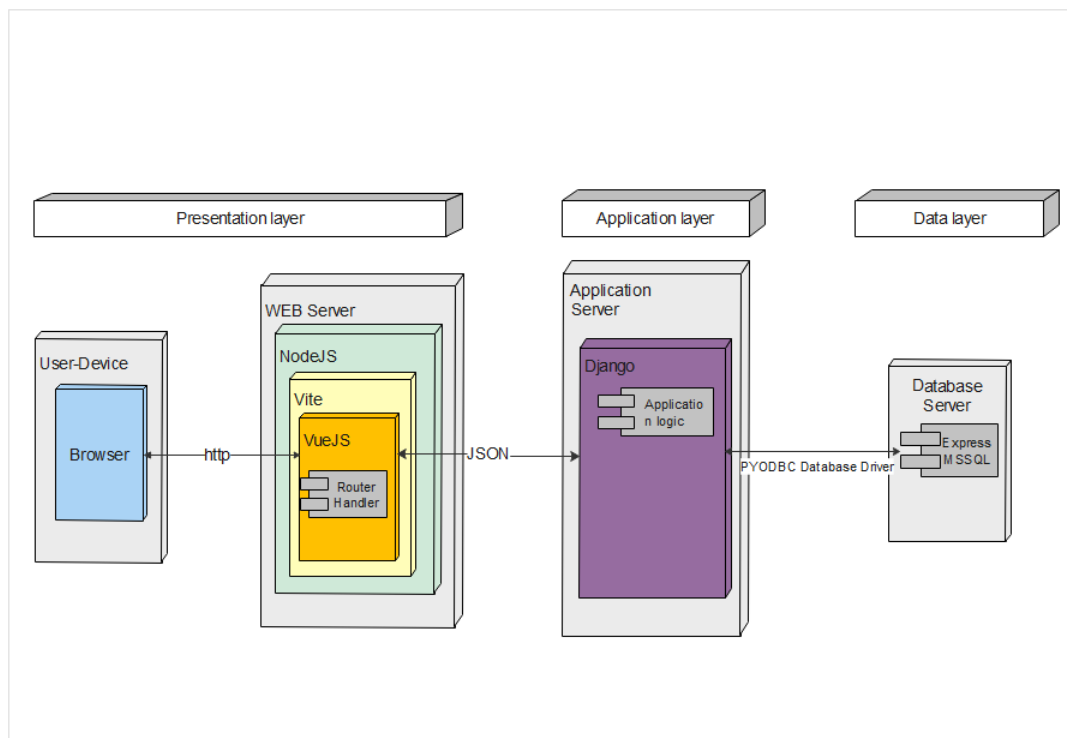 Presentation layer
Application layer
Data layer
User-Device
Browser
http
WEB Server
NodeJS
Vite
VueJS
Router
Handler
JSON
Application
Server
Django
Applicatio
n logic
PYODBC Database Driver
Database
Server
Express
MSSQL